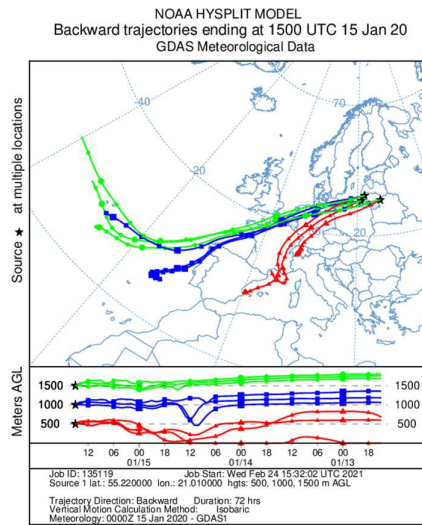 NOAA HYSPLIT MODEL
Backward trajectories ending at 1500 UTC 15 Jan 20
GDAS Meteorological Data
Source ★ at multiple locations
-40
-20
70
20
Meters AGL
1500
1000
500
1500
1000
500
12 06 00 18 12 06 00 18 12 06 00 18
01/15 01/14 01/13
Job ID: 135119 Job Start: Wed Feb 24 15:32:02 UTC 2021
Source 1 lat.: 55.220000 lon.: 21.010000 hgts: 500, 1000, 1500 m AGL
Trajectory Direction: Backward Duration: 72 hrs
Vertical Motion Calculation Method: Isobaric
Meteorology: 0000Z 15 Jan 2020 - GDAS1